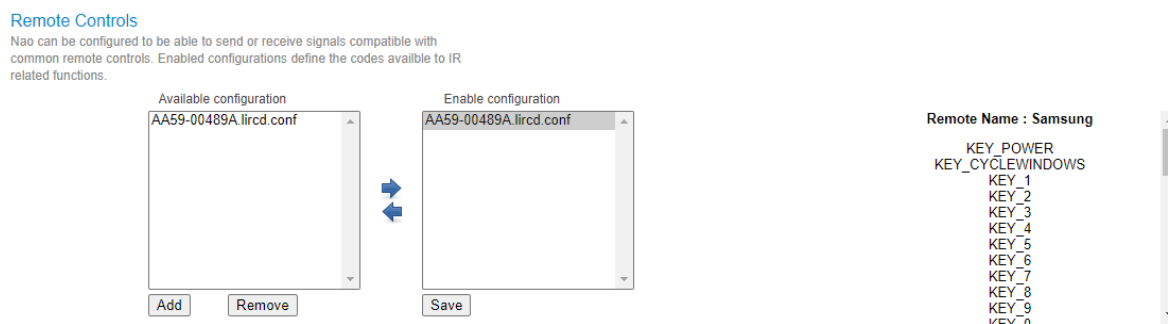 Remote Controls
Nao can be configured to be able to send or receive signals compatible with
common remote controls. Enabled configurations define the codes availble to IR
related functions.
Available configuration
Enable configuration
AA59-00489A.lircd.conf
AA59-00489A.lircd.conf
Add
Remove
Save
Remote Name : Samsung
KEY_POWER
KEY_CYCLEWINDOWS
KEY_1
KEY_2
KEY_3
KEY_4
KEY_5
KEY_6
KEY_7
KEY_8
KEY_9
KEY_0